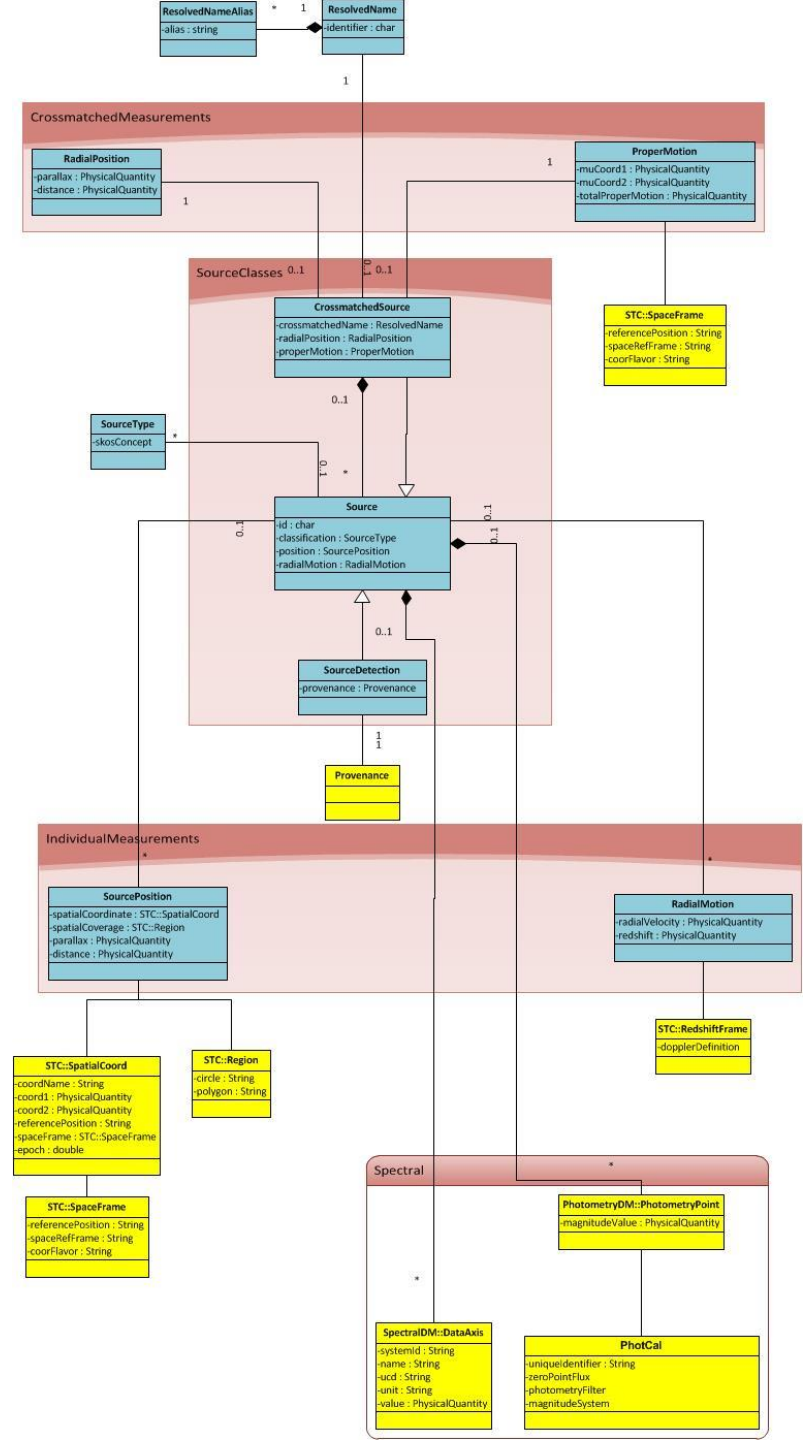 ResolvedNameAlias
-alias : string
*
1
ResolvedName
-identifier : char
1
CrossmatchedMeasurements
RadialPosition
-parallax : PhysicalQuantity
-distance : PhysicalQuantity
1
1
ProperMotion
-muCoord1 : PhysicalQuantity
-muCoord2 : PhysicalQuantity
-totalProperMotion : PhysicalQuantity
SourceClasses
0..1
0..1
0..1
CrossmatchedSource
-crossmatchedName : ResolvedName
-radialPosition : RadialPosition
-properMotion : ProperMotion
STC::SpaceFrame
-referencePosition : String
-spaceRefFrame : String
-coorFlavor : String
0..1
SourceType
-skosConcept
*
0..1
*
Source
-id : char
-classification : SourceType
-position : SourcePosition
-radialMotion : RadialMotion
0..1
0..1
0..1
0..1
SourceDetection
-provenance : Provenance
1
1
Provenance
IndividualMeasurements
*
*
SourcePosition
-spatialCoordinate : STC::SpatialCoord
-spatialCoverage : STC::Region
-parallax : PhysicalQuantity
-distance : PhysicalQuantity
RadialMotion
-radialVelocity : PhysicalQuantity
-redshift : PhysicalQuantity
STC::RedshiftFrame
-dopplerDefinition
STC::SpatialCoord
-coordName : String
-coord1 : PhysicalQuantity
-coord2 : PhysicalQuantity
-referencePosition : String
-spaceFrame : STC::SpaceFrame
-epoch : double
STC::Region
-circle : String
-polygon : String
STC::SpaceFrame
-referencePosition : String
-spaceRefFrame : String
-coorFlavor : String
Spectral
*
PhotometryDM::PhotometryPoint
-magnitudeValue : PhysicalQuantity
*
SpectralDM::DataAxis
-systemId : String
-name : String
-ucd : String
-unit : String
-value : PhysicalQuantity
PhotCal
-uniqueIdentifier : String
-zeroPointFlux
-photometryFilter
-magnitudeSystem